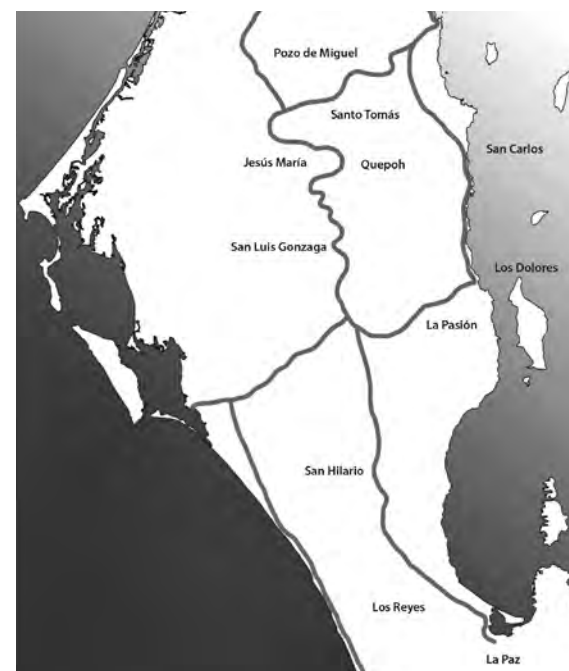 Pozo de Miguel
Santo Tomás
San Carlos
Jesús María
Quepoh
San Luis Gonzaga
Los Dolores
La Pasión
San Hilario
Los Reyes
La Paz